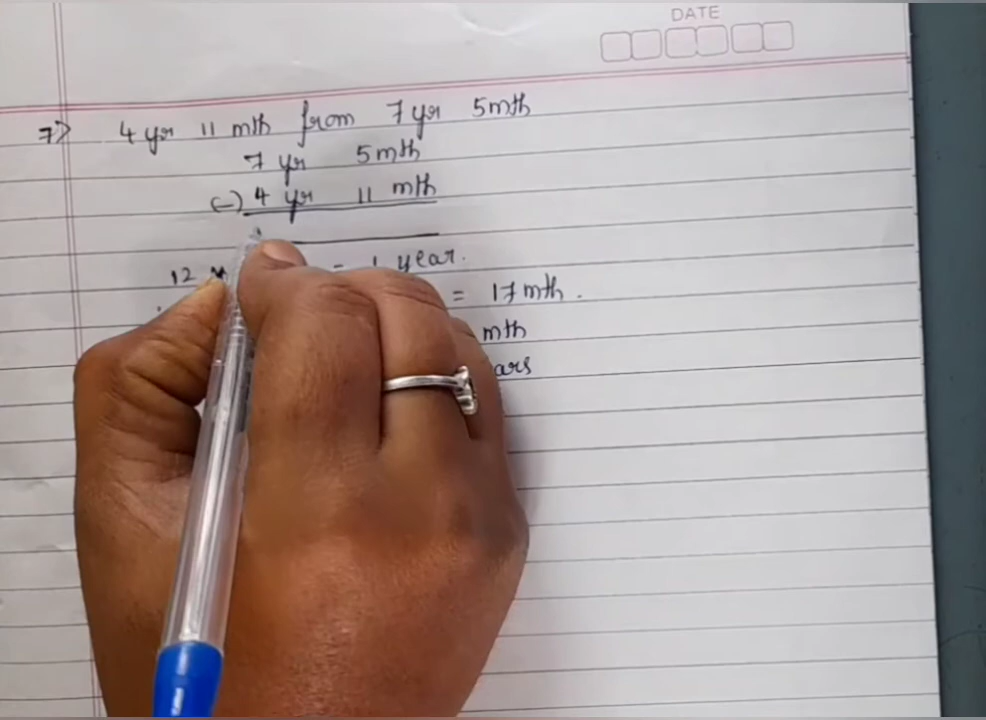 DATE
7) 4 yr 11 mth from 7 yr 5mth
7 yr 5mth
(-) 4 yr 11 mth
12 = 1 year.
= 17 mth.
mth